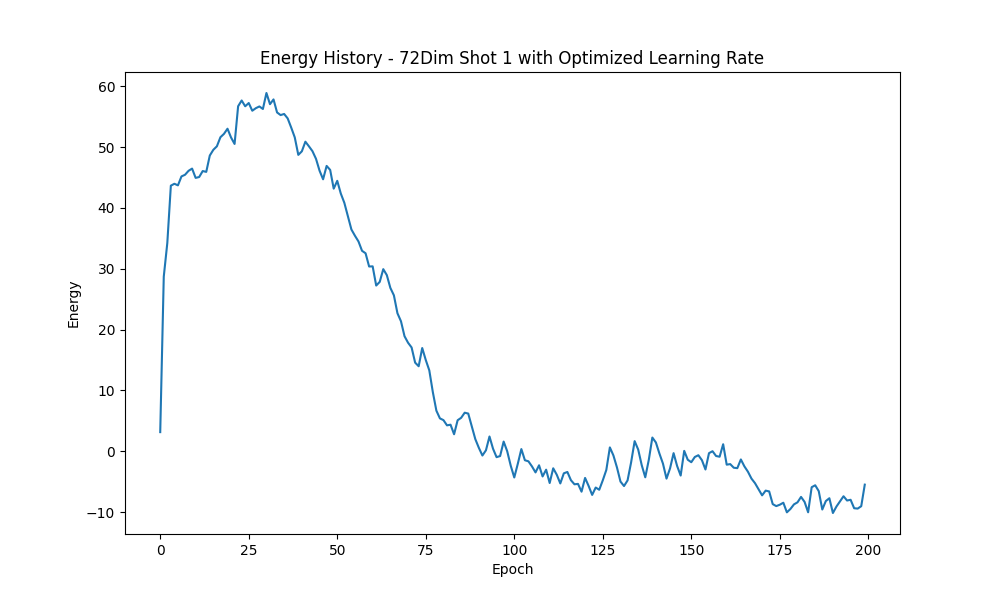 Energy History - 72Dim Shot 1 with Optimized Learning Rate
60
50
40
30
20
10
0
−10
Energy
0 25 50 75 100 125 150 175 200
Epoch